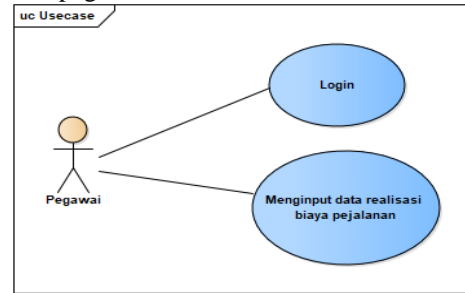 uc Usecase
Login
Pegawai
Menginput data realisasi
biaya pejalanan